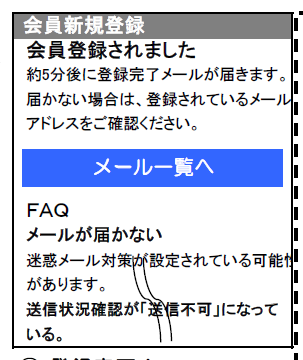 会員新規登録
会員登録されました
約5分後に登録完了メールが届きます。
届かない場合は、登録されているメール
アドレスをご確認ください。
メール一覧へ
FAQ
メールが届かない
迷惑メール対策が設定されている可能性
があります。
送信状況確認が「送信不可」になって
いる。